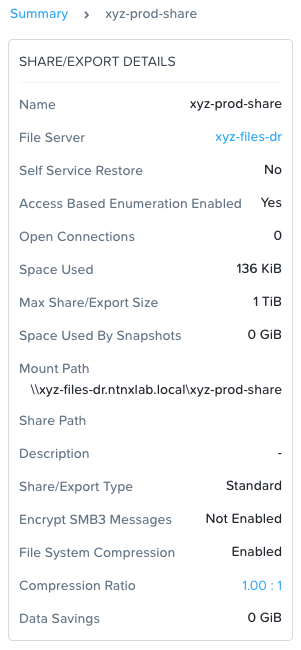 Summary > xyz-prod-share
SHARE/EXPORT DETAILS
Name xyz-prod-share
File Server xyz-files-dr
Self Service Restore No
Access Based Enumeration Enabled Yes
Open Connections 0
Space Used 136 KiB
Max Share/Export Size 1 TiB
Space Used By Snapshots 0 GiB
Mount Path
\\xyz-files-dr.ntnxlab.local\xyz-prod-share
Share Path
Description -
Share/Export Type Standard
Encrypt SMB3 Messages Not Enabled
File System Compression Enabled
Compression Ratio 1.00 : 1
Data Savings 0 GiB